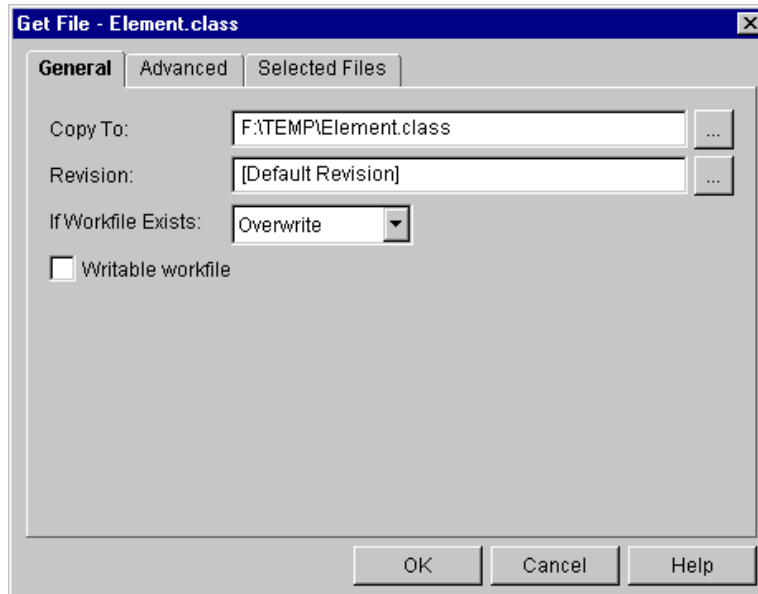 Get File - Element.class
General Advanced Selected Files
Copy To: F:\TEMP\Element.class ...
Revision: [Default Revision] ...
If Workfile Exists: Overwrite
Writable workfile
OK Cancel Help